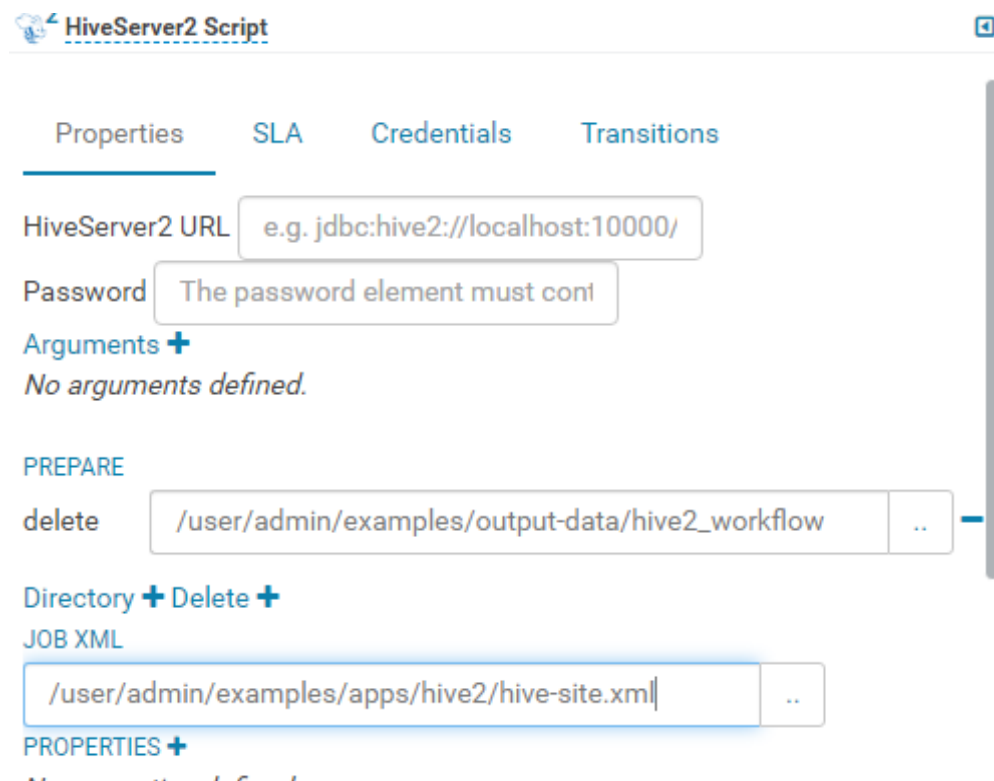 2 HiveServer2 Script
Properties SLA Credentials Transitions
HiveServer2 URL e.g. jdbc:hive2://localhost:10000/
Password The password element must cont
Arguments +
No arguments defined.
PREPARE
delete /user/admin/examples/output-data/hive2_workflow ..
Directory + Delete +
JOB XML
/user/admin/examples/apps/hive2/hive-site.xml ..
PROPERTIES +